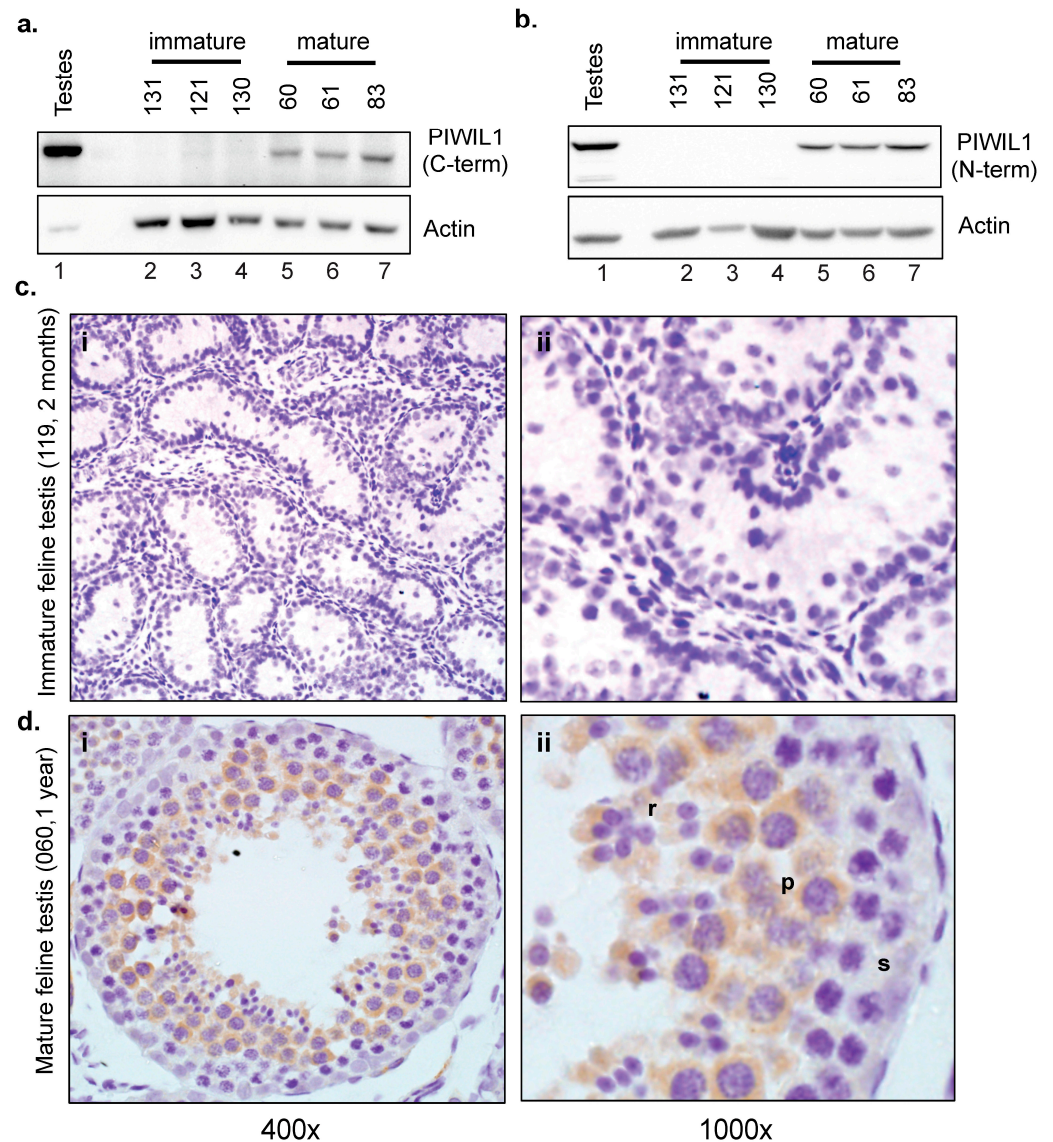 a.
immature
mature
Testes
131
121
130
60
61
83
PIWIL1
(C-term)
Actin
1 2 3 4 5 6 7
b.
immature
mature
Testes
131
121
130
60
61
83
PIWIL1
(N-term)
Actin
1 2 3 4 5 6 7
c.
Immature feline testis (119, 2 months)
i
ii
d.
Mature feline testis (060,1 year)
i
ii
r
p
s
400x
1000x